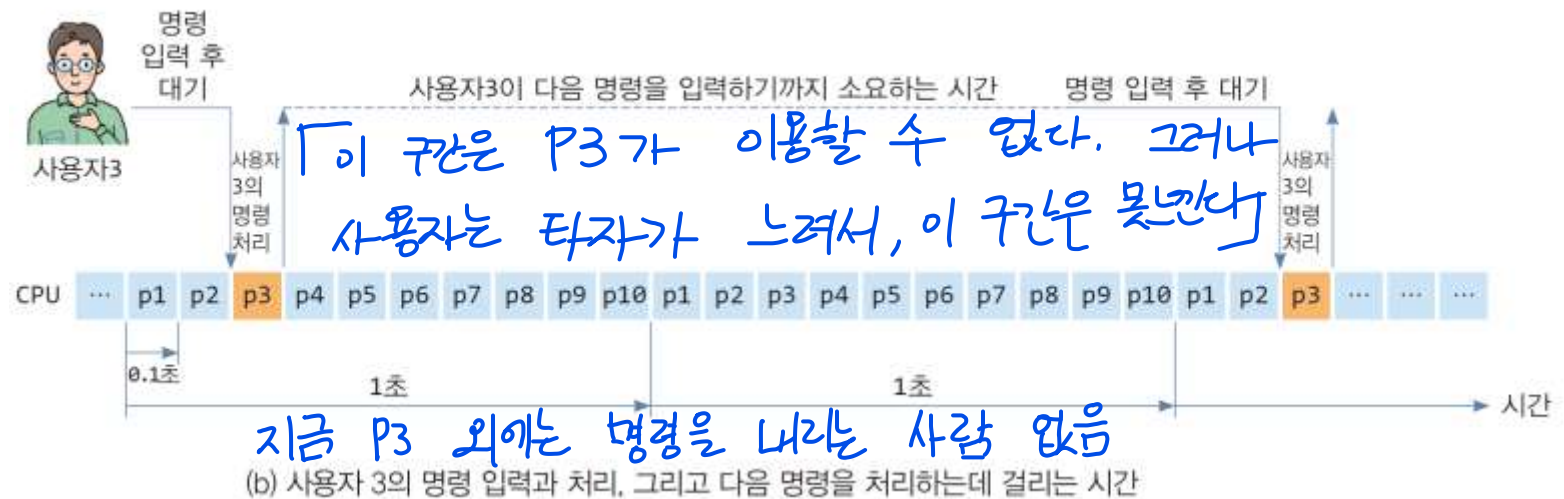 명령
입력 후
대기
사용자3이 다음 명령을 입력하기까지 소요하는 시간
명령 입력 후 대기
사용자3
사용자
3의
명령
처리
「이 구간은 P3가 이용할 수 없다. 그러나
사용자는 타자가 느려서, 이 구간은 못느낀다」
사용자
3의
명령
처리
CPU ... p1 p2 p3 p4 p5 p6 p7 p8 p9 p10 p1 p2 p3 p4 p5 p6 p7 p8 p9 p10 p1 p2 p3 ... ... ...
0.1초
1초 1초
시간
지금 P3 외에는 명령을 내리는 사람 없음
(b) 사용자 3의 명령 입력과 처리, 그리고 다음 명령을 처리하는데 걸리는 시간